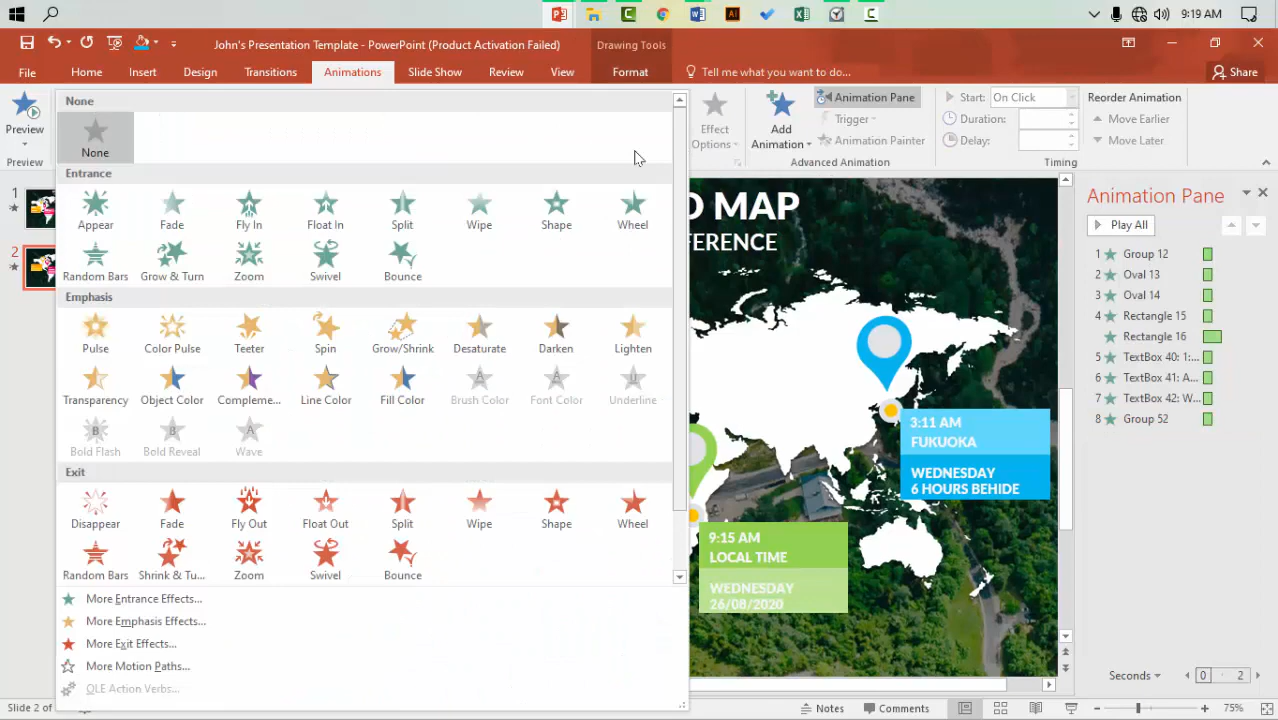 9:19 AM
John's Presentation Template - PowerPoint (Product Activation Failed)
Drawing Tools
File
Home
Insert
Design
Transitions
Animations
Slide Show
Review
View
Format
Tell me what you want to do...
Share
Preview
Preview
None
None
Entrance
Appear
Fade
Fly In
Float In
Split
Wipe
Shape
Wheel
Random Bars
Grow & Turn
Zoom
Swivel
Bounce
Emphasis
Pulse
Color Pulse
Teeter
Spin
Grow/Shrink
Desaturate
Darken
Lighten
Transparency
Object Color
Compleme...
Line Color
Fill Color
Brush Color
Font Color
Underline
Bold Flash
Bold Reveal
Wave
Exit
Disappear
Fade
Fly Out
Float Out
Split
Wipe
Shape
Wheel
Random Bars
Shrink & Tu...
Zoom
Swivel
Bounce
More Entrance Effects...
More Emphasis Effects...
More Exit Effects...
More Motion Paths...
OLE Action Verbs...
Effect
Options
Add
Animation
Animation Pane
Trigger
Animation Painter
Advanced Animation
Start:
On Click
Duration:
Delay:
Reorder Animation
Move Earlier
Move Later
Timing
1
2
D MAP
FERENCE
3:11 AM
FUKUOKA
WEDNESDAY
6 HOURS BEHIDE
9:15 AM
LOCAL TIME
WEDNESDAY
26/08/2020
Animation Pane
Play All
1 Group 12
2 Oval 13
3 Oval 14
4 Rectangle 15
Rectangle 16
5 TextBox 40: 1:...
6 TextBox 41: A...
7 TextBox 42: W...
8 Group 52
Seconds
0
2
Slide 2 of
Notes
Comments
75%